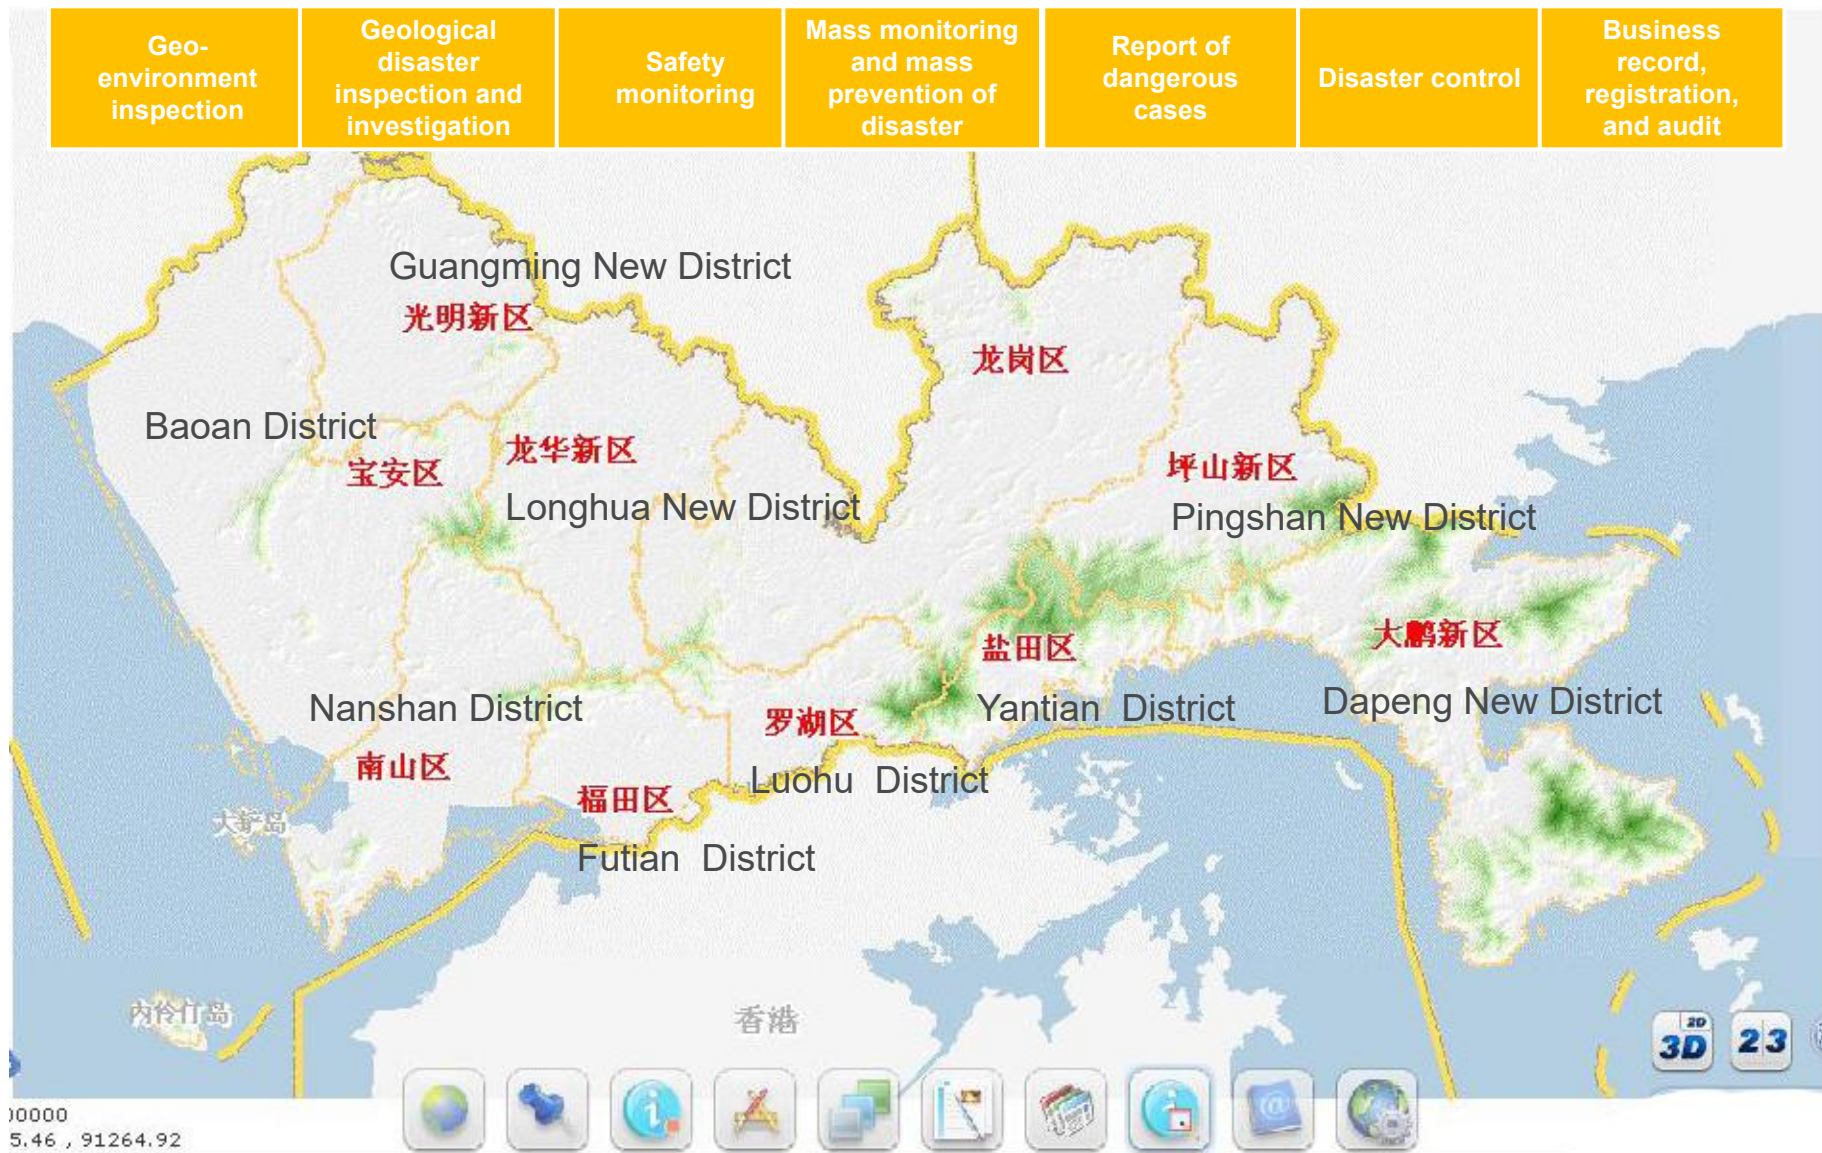 Geo-
environment
inspection
Geological
disaster
inspection and
investigation
Safety
monitoring
Mass monitoring
and mass
prevention of
disaster
Report of
dangerous
cases
Disaster control
Business
record,
registration,
and audit
Guangming New District
光明新区
龙岗区
Baoan District
宝安区
龙华新区
Longhua New District
坪山新区
Pingshan New District
大鹏新区
Dapeng New District
盐田区
Yantian District
Nanshan District
南山区
罗湖区
Luohu District
福田区
Futian District
大铲岛
内伶仃岛
香港
2D
3D
23
00000
5.46 , 91264.92